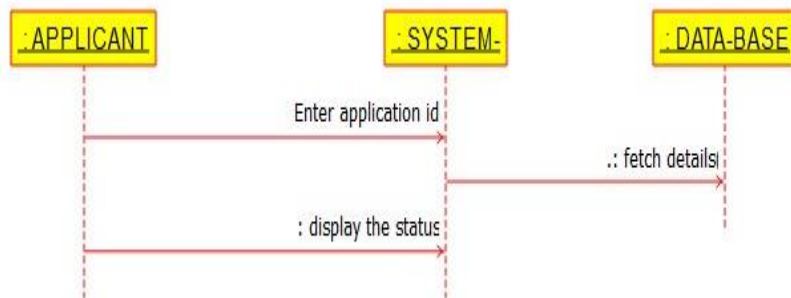 : APPLICANT
: SYSTEM-
: DATA-BASE
Enter application id
.: fetch details
: display the status